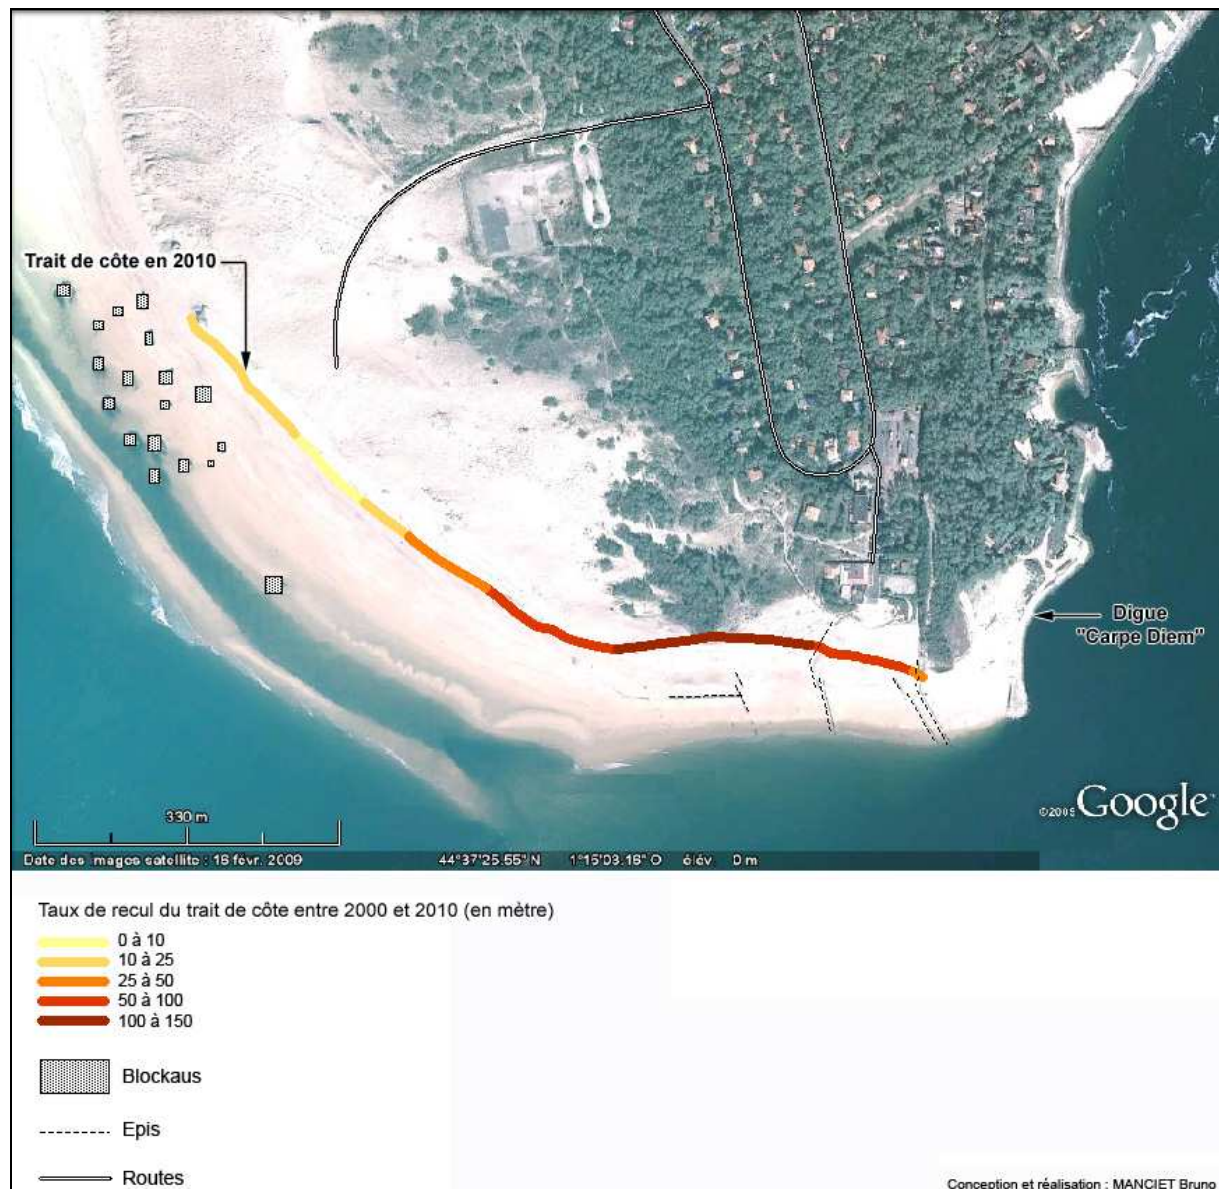 Trait de côte en 2010
Digue
"Carpe Diem"
©2009 Google
330 m
Date des images satellite : 16 févr. 2009 44°37'25.55" N 1°15'03.16" O élév. 0 m
Taux de recul du trait de côte entre 2000 et 2010 (en mètre)
0 à 10
10 à 25
25 à 50
50 à 100
100 à 150
Blockaus
Epis
Routes
Conception et réalisation : MANCIET Bruno